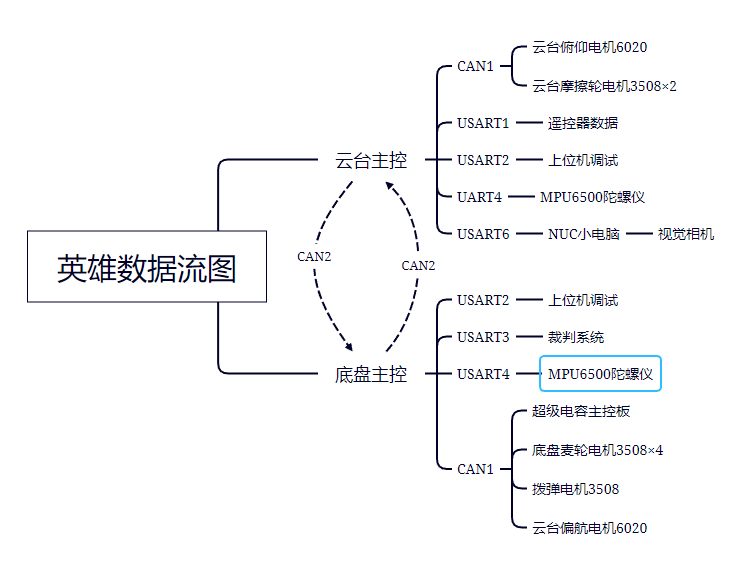 英雄数据流图
云台主控
CAN1
云台俯仰电机6020
云台摩擦轮电机3508×2
USART1
遥控器数据
USART2
上位机调试
UART4
MPU6500陀螺仪
USART6
NUC小电脑
视觉相机
CAN2
CAN2
底盘主控
USART2
上位机调试
USART3
裁判系统
USART4
MPU6500陀螺仪
CAN1
超级电容主控板
底盘麦轮电机3508×4
拨弹电机3508
云台偏航电机6020